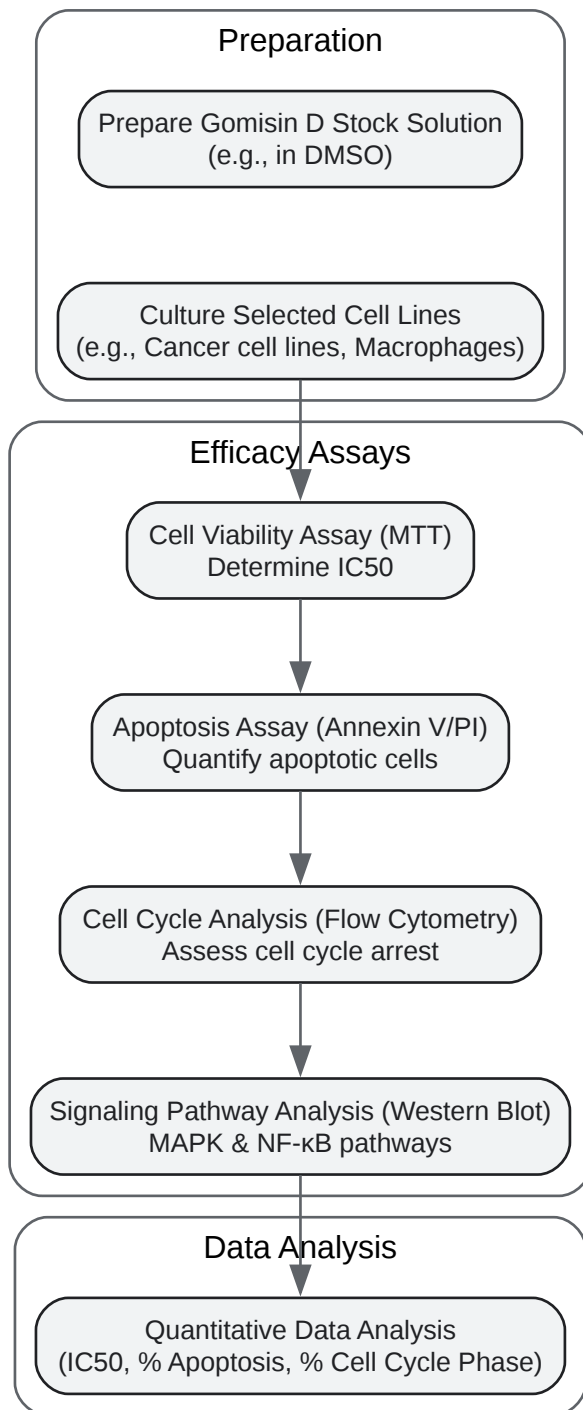 Preparation
Prepare Gomisin D Stock Solution
(e.g., in DMSO)
Culture Selected Cell Lines
(e.g., Cancer cell lines, Macrophages)
Efficacy Assays
Cell Viability Assay (MTT)
Determine IC50
Apoptosis Assay (Annexin V/PI)
Quantify apoptotic cells
Cell Cycle Analysis (Flow Cytometry)
Assess cell cycle arrest
Signaling Pathway Analysis (Western Blot)
MAPK & NF-κB pathways
Data Analysis
Quantitative Data Analysis
(IC50, % Apoptosis, % Cell Cycle Phase)